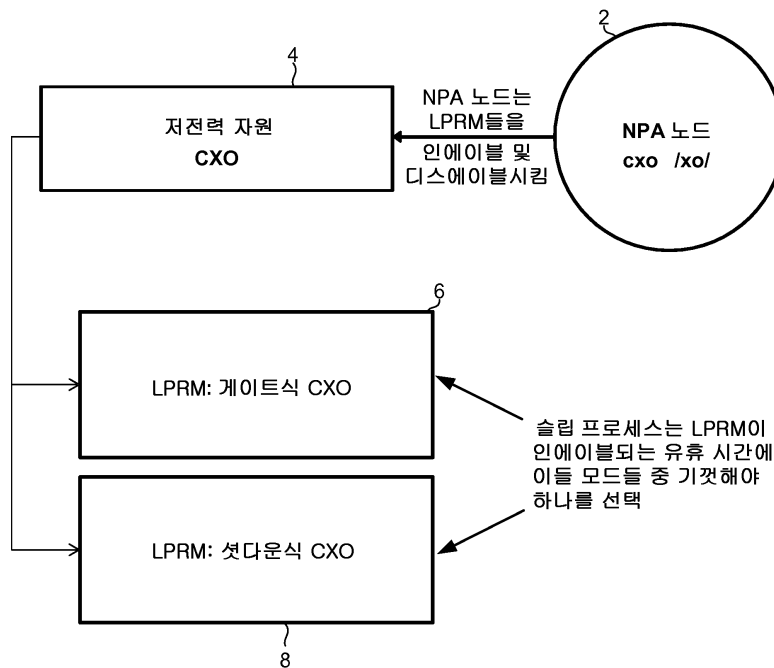 2
4
저전력 자원
CXO
NPA 노드는
LPRM들을
인에이블 및
디스에이블시킴
NPA 노드
cxo /xo/
6
LPRM: 게이트식 CXO
슬립 프로세스는 LPRM이
인에이블되는 유휴 시간에
이들 모드들 중 기껏해야
하나를 선택
LPRM: 셧다운식 CXO
8